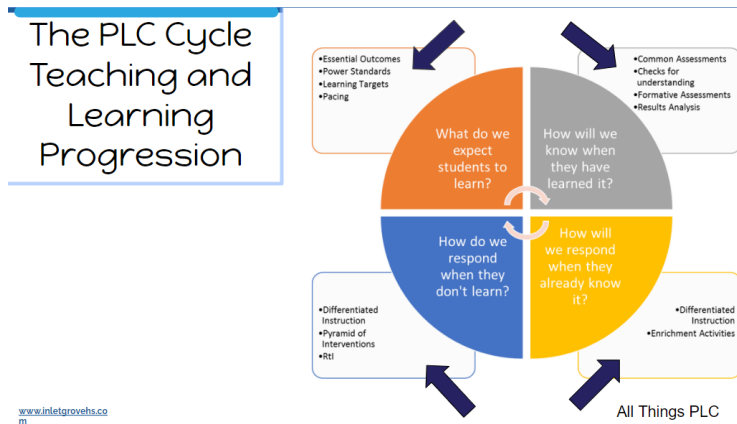 The PLC Cycle
Teaching and
Learning
Progression
•Essential Outcomes
•Power Standards
•Learning Targets
•Pacing
•Common Assessments
•Checks for
understanding
•Formative Assessments
•Results Analysis
What do we
expect
students to
learn?
How will we
know when
they have
learned it?
How do we
respond
when they
don't learn?
How will
we respond
when they
already know
it?
•Differentiated
Instruction
•Pyramid of
Interventions
•RtI
•Differentiated
Instruction
•Enrichment Activities
www.inletgrovehs.co
m
All Things PLC